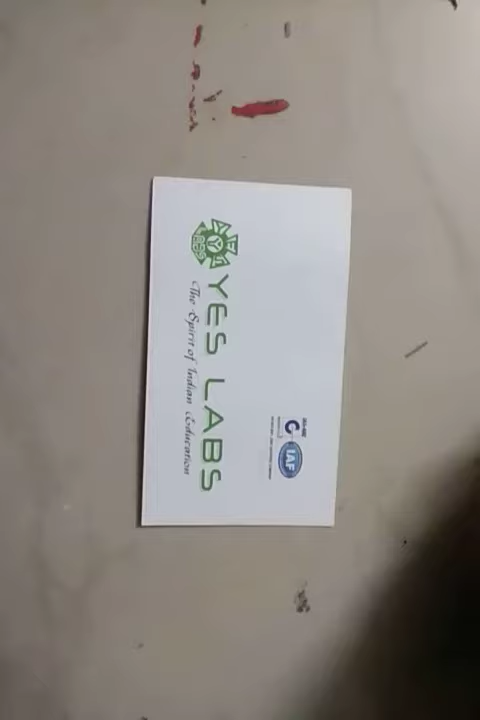 IAF
YES LABS
The Spirit of Indian Education